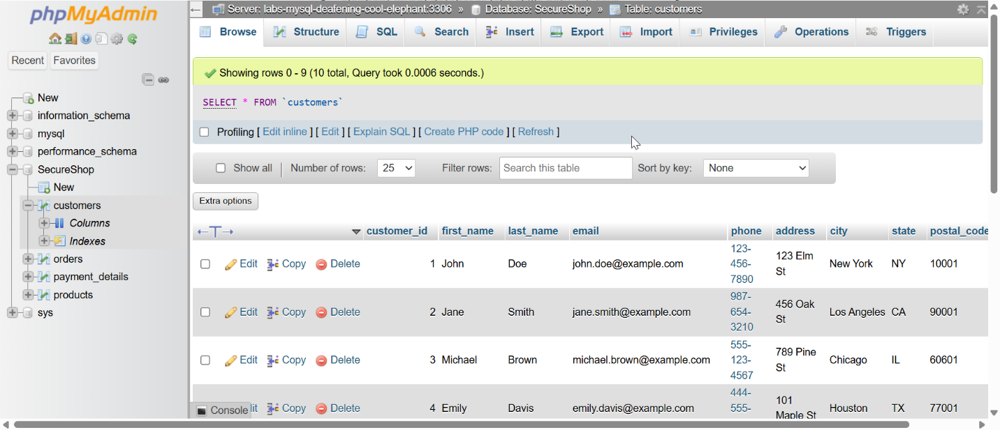 phpMyAdmin
Recent Favorites
New
information_schema
mysql
performance_schema
SecureShop
New
customers
Columns
Indexes
orders
payment_details
products
sys
Server: labs-mysql-deafening-cool-elephant:3306 » Database: SecureShop » Table: customers
Browse Structure SQL Search Insert Export Import Privileges Operations Triggers
Showing rows 0 - 9 (10 total, Query took 0.0006 seconds.)
SELECT * FROM `customers`
Profiling [ Edit inline ] [ Edit ] [ Explain SQL ] [ Create PHP code ] [ Refresh ]
Show all Number of rows: 25 Filter rows: Search this table Sort by key: None
Extra options
customer_id first_name last_name email phone address city state postal_code
Edit Copy Delete 1 John Doe john.doe@example.com 123-456-7890 123 Elm St New York NY 10001
Edit Copy Delete 2 Jane Smith jane.smith@example.com 987-654-3210 456 Oak St Los Angeles CA 90001
Edit Copy Delete 3 Michael Brown michael.brown@example.com 555-123-4567 789 Pine St Chicago IL 60601
Copy Delete 4 Emily Davis emily.davis@example.com 444-555- 101 Maple St Houston TX 77001
Console